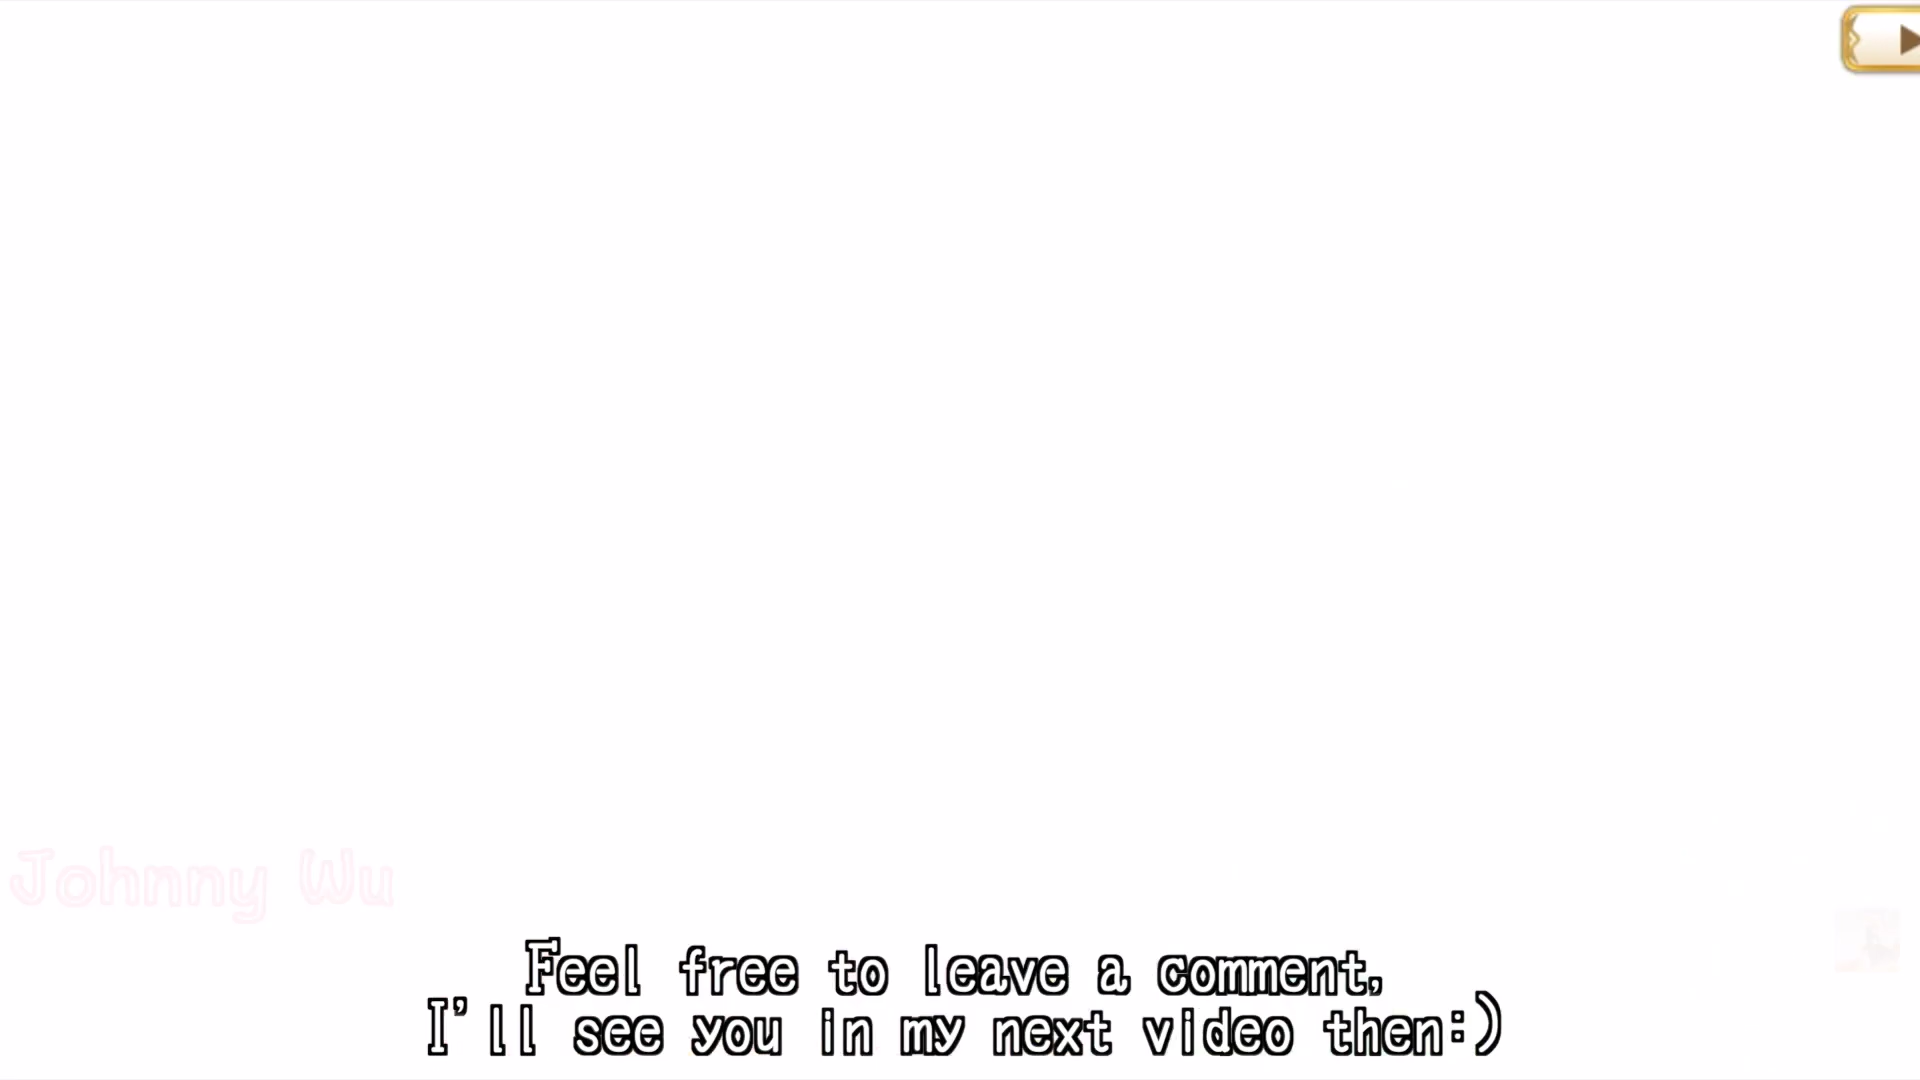 Johnny Wu
Feel free to leave a comment,
I'll see you in my next video then:)